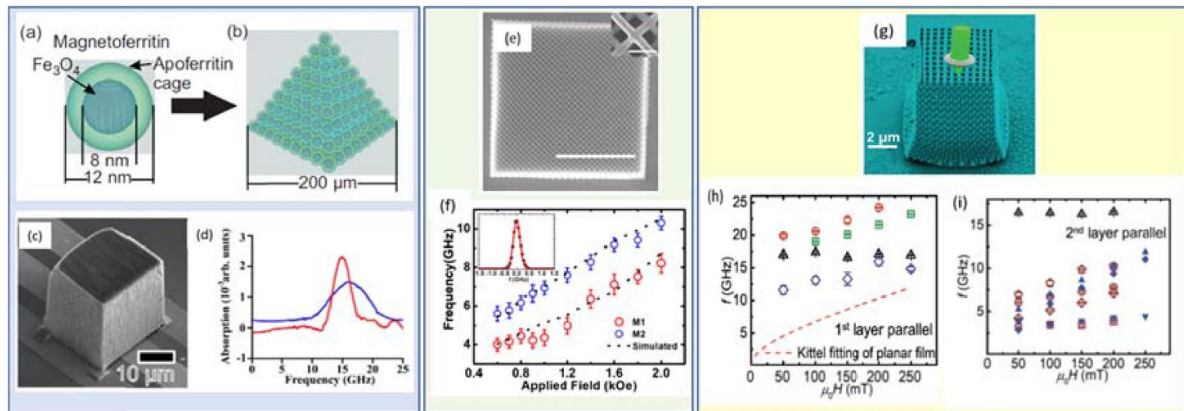 (a)
Magnetoferritin
Fe₃O₄
Apoferritin
cage
8 nm
12 nm
(b)
200 µm
(c)
10 µm
(d)
Absorption (10⁻³arb. units)
2
1
0
-1
0 5 10 15 20 25
Frequency (GHz)
(e)
(f)
Frequency(GHz)
10
8
6
4
f (GHz)
M1
M2
Simulated
0.4 0.8 1.2 1.6 2.0
Applied Field (kOe)
(g)
2 µm
(h)
f (GHz)
25
20
15
10
5
1st layer parallel
Kittel fitting of planar film
0 50 100 150 200 250
µ₀H (mT)
(i)
2nd layer parallel
f (GHz)
15
10
5
0
0 50 100 150 200 250
µ₀H (mT)